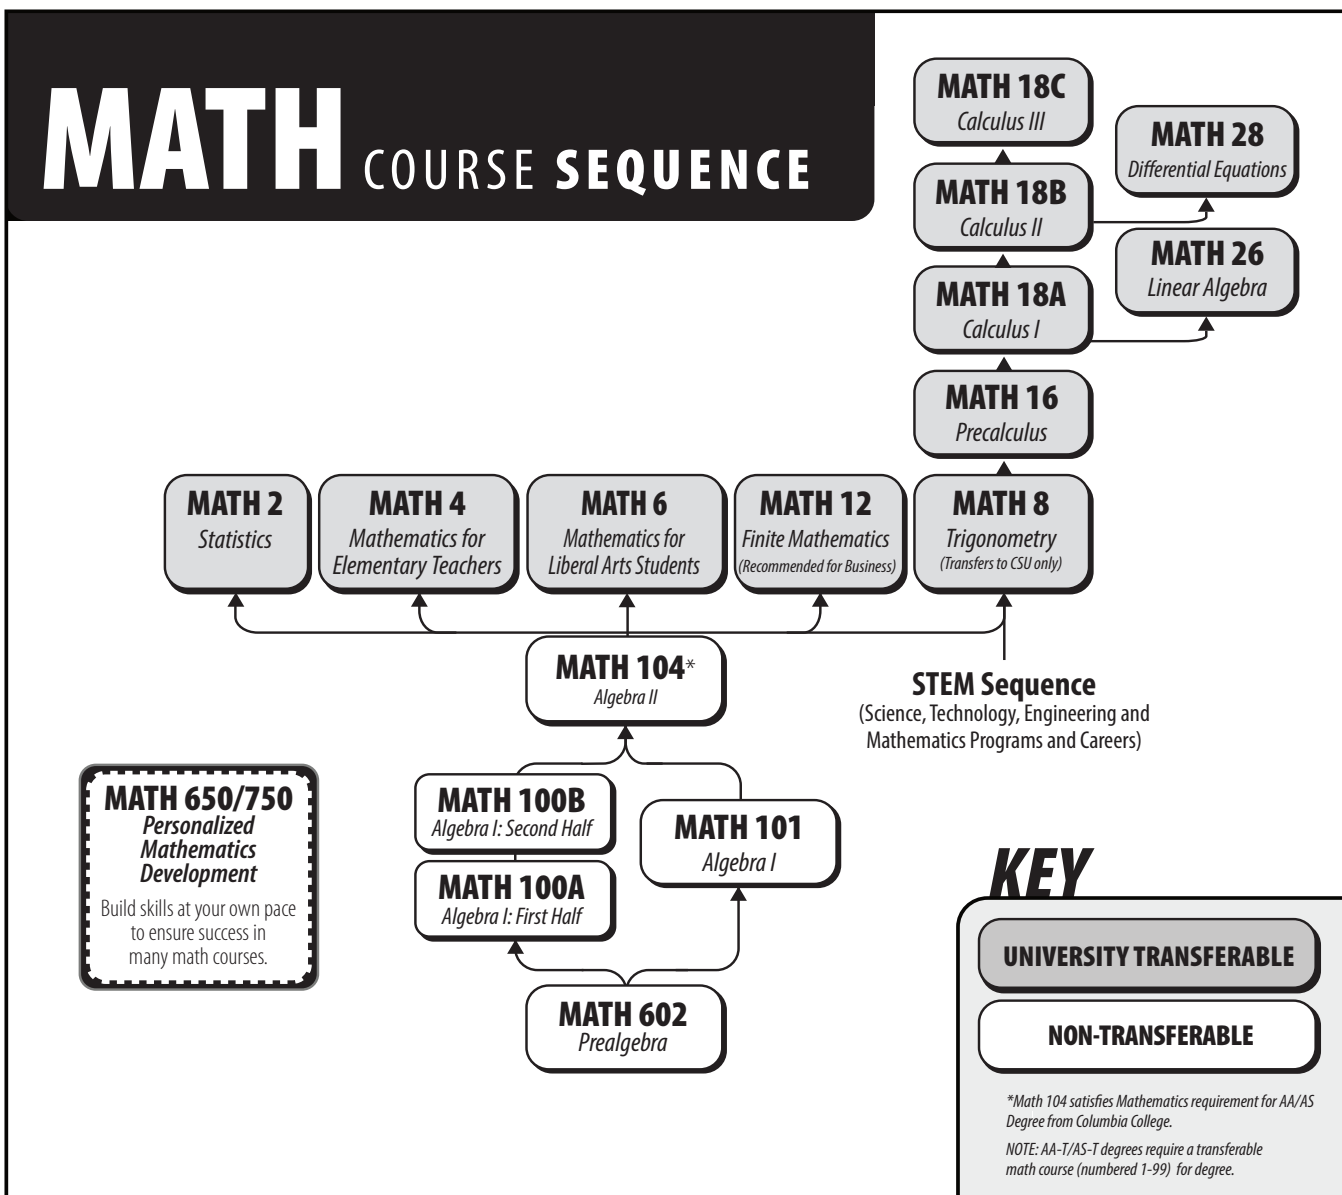 MATH COURSE SEQUENCE
MATH 18C
Calculus III
MATH 28
Differential Equations
MATH 18B
Calculus II
MATH 26
Linear Algebra
MATH 18A
Calculus I
MATH 16
Precalculus
MATH 2
Statistics
MATH 4
Mathematics for
Elementary Teachers
MATH 6
Mathematics for
Liberal Arts Students
MATH 12
Finite Mathematics
(Recommended for Business)
MATH 8
Trigonometry
(Transfers to CSU only)
MATH 104*
Algebra II
STEM Sequence
(Science, Technology, Engineering and
Mathematics Programs and Careers)
MATH 650/750
Personalized
Mathematics
Development
Build skills at your own pace
to ensure success in
many math courses.
MATH 100B
Algebra I: Second Half
MATH 101
Algebra I
MATH 100A
Algebra I: First Half
MATH 602
Prealgebra
KEY
UNIVERSITY TRANSFERABLE
NON-TRANSFERABLE
*Math 104 satisfies Mathematics requirement for AA/AS
Degree from Columbia College.
NOTE: AA-T/AS-T degrees require a transferable
math course (numbered 1-99) for degree.